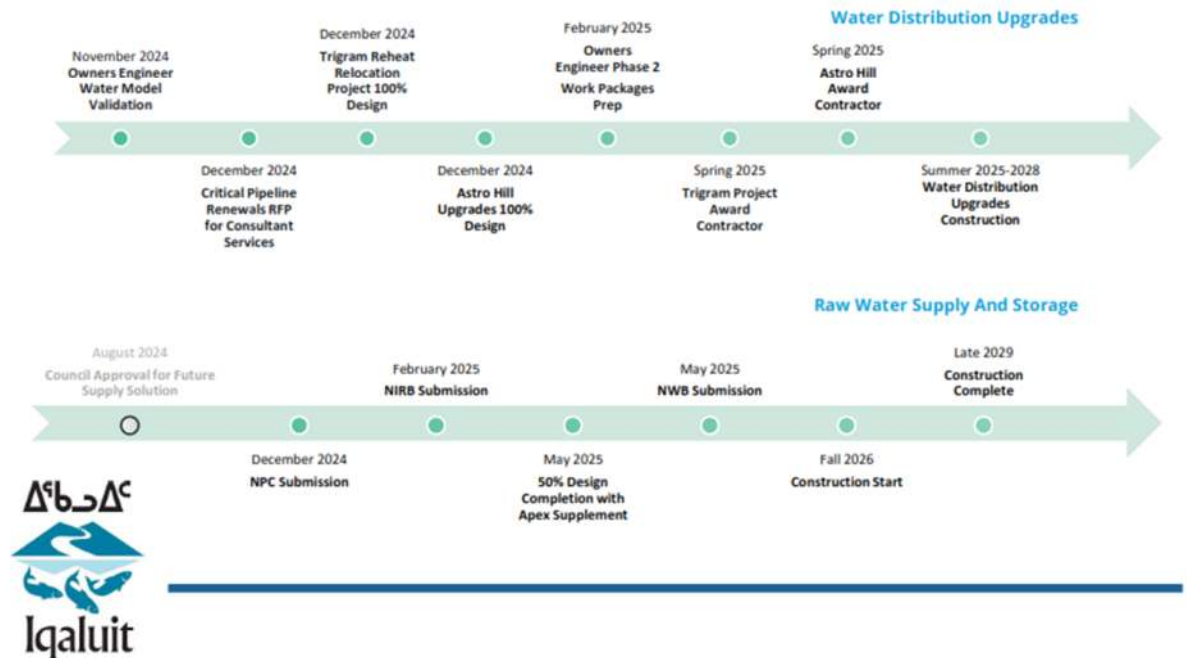 Water Distribution Upgrades
November 2024
Owners Engineer
Water Model
Validation
December 2024
Critical Pipeline
Renewals RFP
for Consultant
Services
December 2024
Trigram Reheat
Relocation
Project 100%
Design
December 2024
Astro Hill
Upgrades 100%
Design
February 2025
Owners
Engineer Phase 2
Work Packages
Prep
Spring 2025
Trigram Project
Award
Contractor
Spring 2025
Astro Hill
Award
Contractor
Summer 2025-2028
Water Distribution
Upgrades
Construction
Raw Water Supply And Storage
August 2024
Council Approval for Future
Supply Solution
December 2024
NPC Submission
February 2025
NIRB Submission
May 2025
50% Design
Completion with
Apex Supplement
May 2025
NWB Submission
Fall 2026
Construction Start
Late 2029
Construction
Complete
ᐃᖃᓗᐃᑦ
Iqaluit